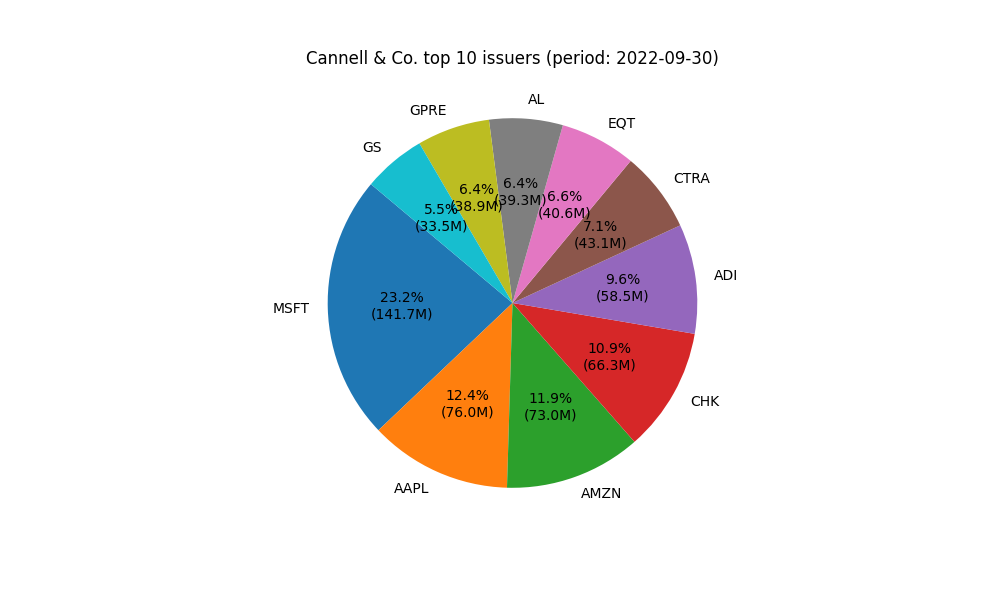 Cannell & Co. top 10 issuers (period: 2022-09-30)
AL
GPRE
EQT
GS
CTRA
6.4%
(39.3M)
6.4%
(38.9M)
6.6%
(40.6M)
5.5%
(33.5M)
7.1%
(43.1M)
ADI
9.6%
(58.5M)
MSFT
23.2%
(141.7M)
10.9%
(66.3M)
CHK
12.4%
(76.0M)
11.9%
(73.0M)
AAPL
AMZN